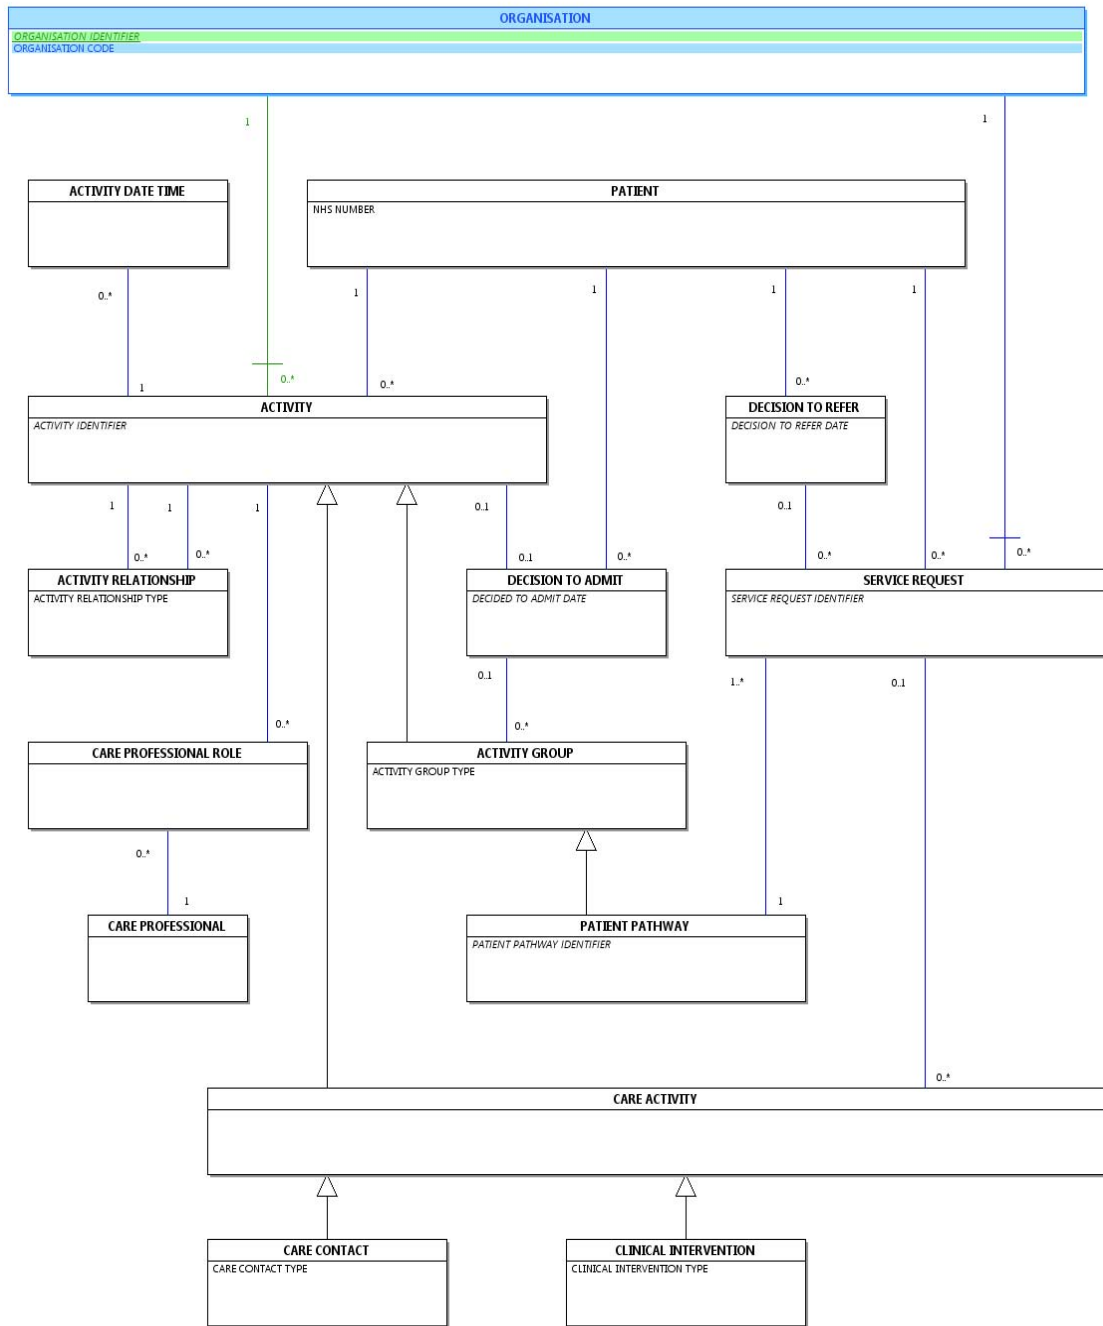 ORGANISATION
ORGANISATION IDENTIFIER
ORGANISATION CODE
1
1
ACTIVITY DATE TIME
PATIENT
NHS NUMBER
0..*
1
1
1
1
1
0..*
0..*
0..*
ACTIVITY
ACTIVITY IDENTIFIER
DECISION TO REFER
DECISION TO REFER DATE
1
1
1
0..1
0..1
0..*
0..*
0..1
0..*
0..*
0..*
0..*
ACTIVITY RELATIONSHIP
ACTIVITY RELATIONSHIP TYPE
DECISION TO ADMIT
DECIDED TO ADMIT DATE
SERVICE REQUEST
SERVICE REQUEST IDENTIFIER
0..1
1..*
0..1
0..*
0..*
CARE PROFESSIONAL ROLE
ACTIVITY GROUP
ACTIVITY GROUP TYPE
0..*
1
1
CARE PROFESSIONAL
PATIENT PATHWAY
PATIENT PATHWAY IDENTIFIER
0..*
CARE ACTIVITY
CARE CONTACT
CARE CONTACT TYPE
CLINICAL INTERVENTION
CLINICAL INTERVENTION TYPE